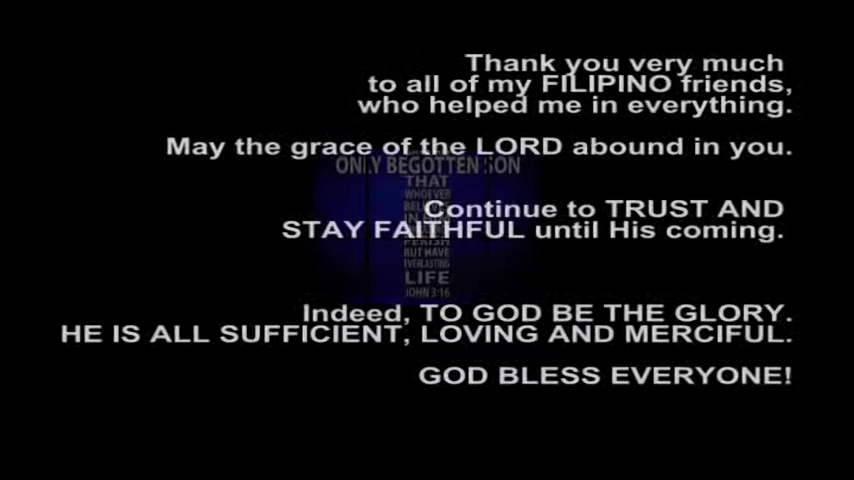 Thank you very much
to all of my FILIPINO friends,
who helped me in everything.
May the grace of the LORD abound in you.
ONLY BEGOTTEN SON
THAT
WHOEVER
Continue to TRUST AND
STAY FAITHFUL until His coming.
PERISH
BUT HAVE
EVERLASTING
LIFE
JOHN 3:16
Indeed, TO GOD BE THE GLORY.
HE IS ALL SUFFICIENT, LOVING AND MERCIFUL.
GOD BLESS EVERYONE!